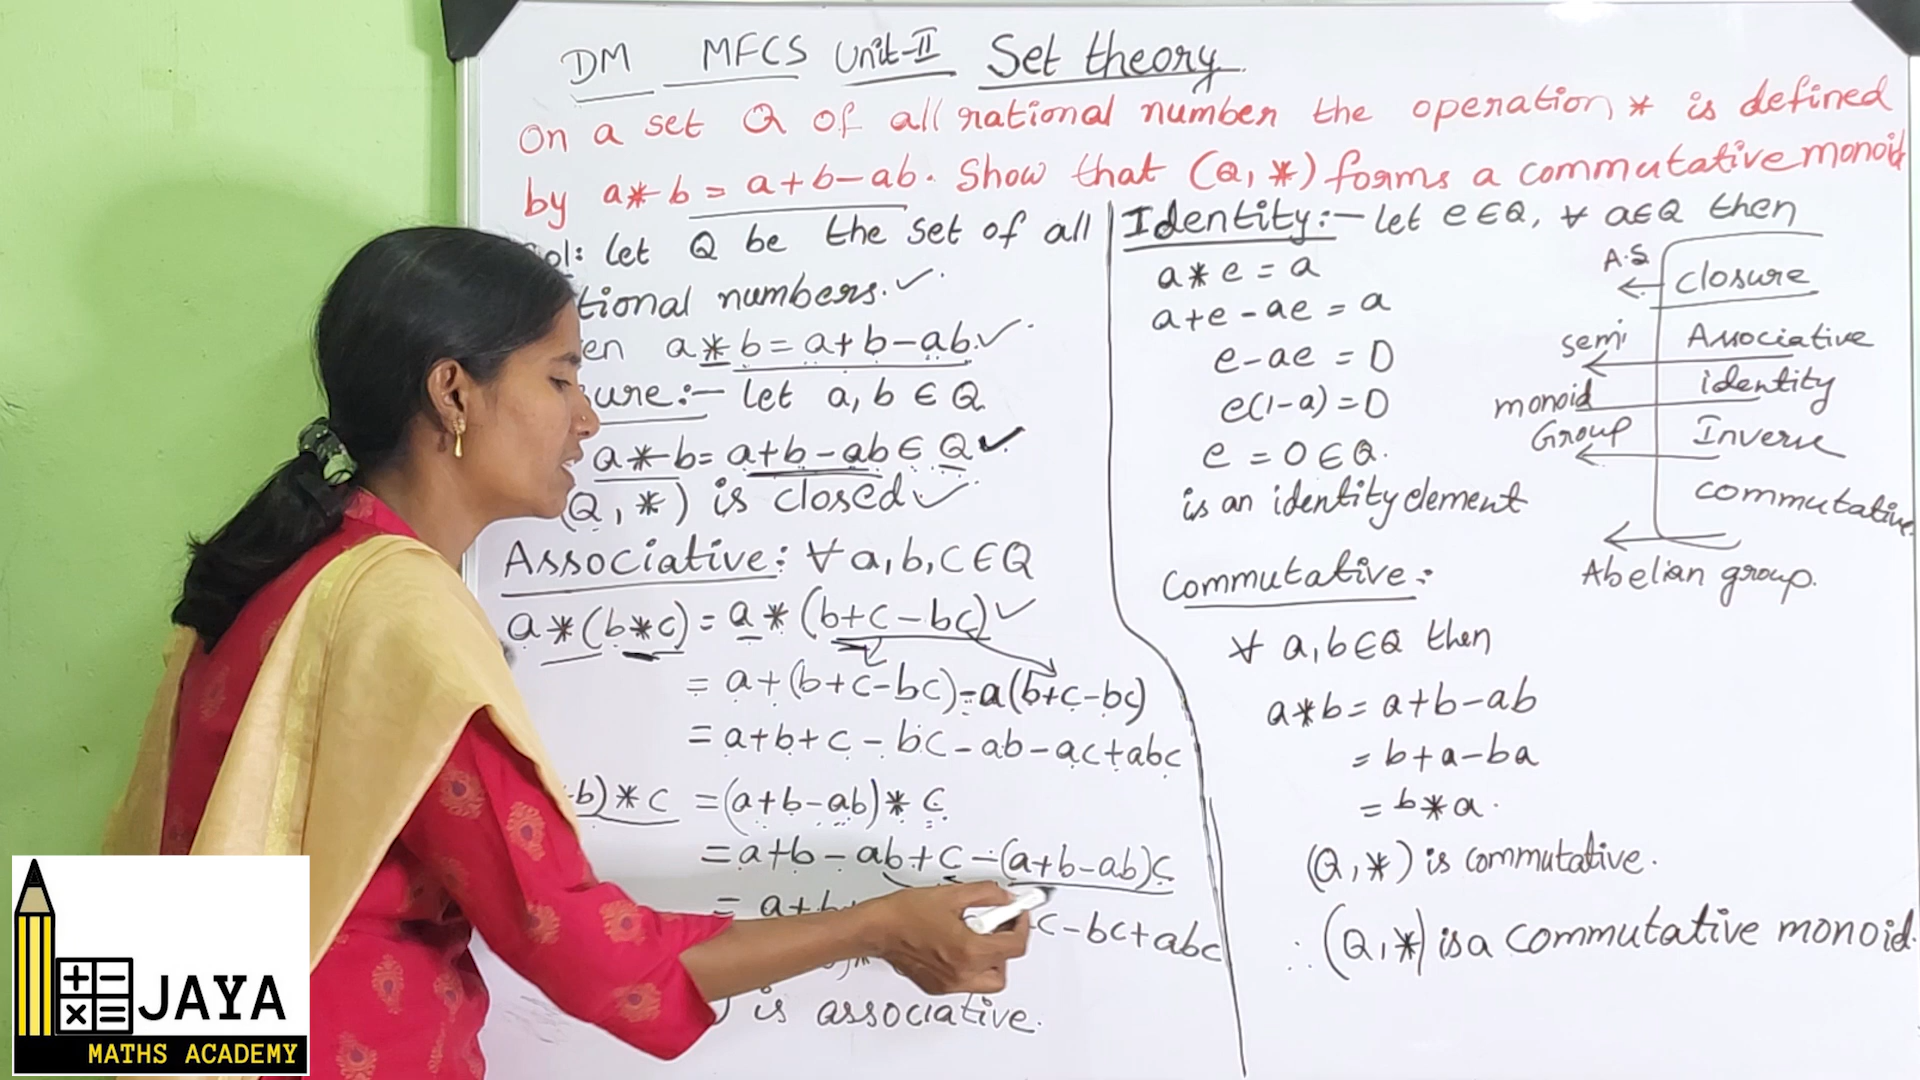 DM MFCS Unit-II Set theory
On a set Q of all rational number the operation, * is defined
by a*b = a+b-ab. Show that (Q, *) forms a commutative monoid
ol: let Q be the set of all
tional numbers. ✓
en a*b = a+b-ab. ✓
ure:- let a, b ∈ Q
a*b = a+b-ab ∈ Q ✓
(Q, *) is closed ✓
Associative: ∀ a, b, c ∈ Q
a*(b*c) = a*(b+c-bc) ✓
= a+(b+c-bc)-a(b+c-bc)
= a+b+c-bc-ab-ac+abc
b)*c = (a+b-ab)*c
= a+b-ab+c-(a+b-ab)c
= a+b c-bc+abc
is associative.
Identity:- let e ∈ Q, ∀ a ∈ Q then
a*e = a
a+e-ae = a
e-ae = 0
e(1-a) = 0
e = 0 ∈ Q.
is an identity element
A.S ← closure
semi ← Associative
monoid identity
Group ← Inverse
commutative
←
Abelian group.
Commutative:
∀ a, b ∈ Q then
a*b = a+b-ab
= b+a-ba
= b*a.
(Q, *) is commutative.
∴ (Q, *) is a commutative monoid.
JAYA
MATHS ACADEMY